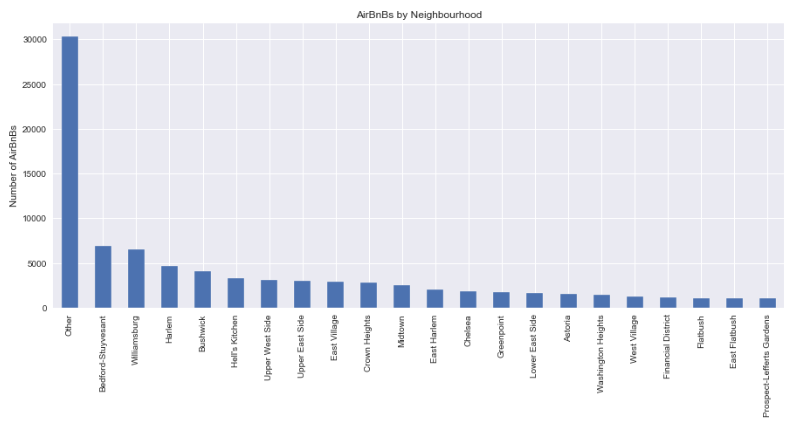 AirBnBs by Neighbourhood
Number of AirBnBs
30000
25000
20000
15000
10000
5000
0
Other
Bedford-Stuyvesant
Williamsburg
Harlem
Bushwick
Hell's Kitchen
Upper West Side
Upper East Side
East Village
Crown Heights
Midtown
East Harlem
Chelsea
Greenpoint
Lower East Side
Astoria
Washington Heights
West Village
Financial District
Flatbush
East Flatbush
Prospect-Lefferts Gardens